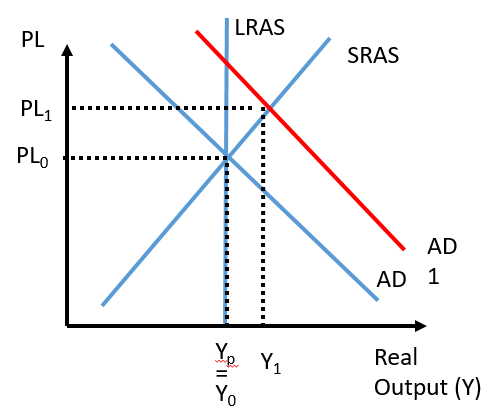 PL
LRAS
SRAS
PL₁
PL₀
AD
1
AD
Yₚ
=
Y₀
Y₁
Real
Output (Y)